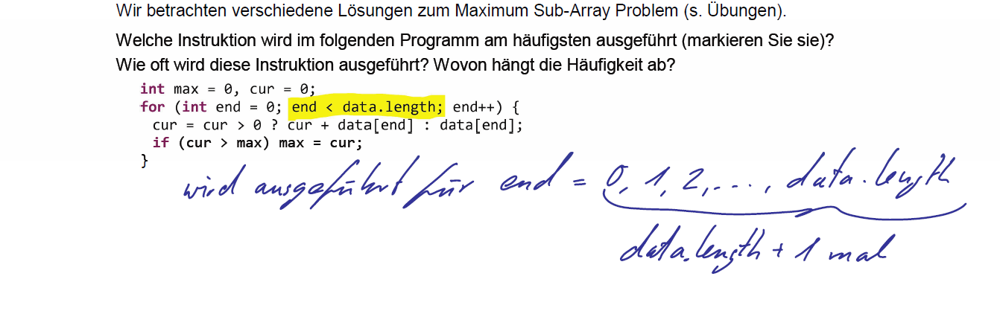 Wir betrachten verschiedene Lösungen zum Maximum Sub-Array Problem (s. Übungen).
Welche Instruktion wird im folgenden Programm am häufigsten ausgeführt (markieren Sie sie)?
Wie oft wird diese Instruktion ausgeführt? Wovon hängt die Häufigkeit ab?
int max = 0, cur = 0;
for (int end = 0; end < data.length; end++) {
cur = cur > 0 ? cur + data[end] : data[end];
if (cur > max) max = cur;
}
wird ausgeführt für end = 0, 1, 2, ..., data.length
data.length + 1 mal